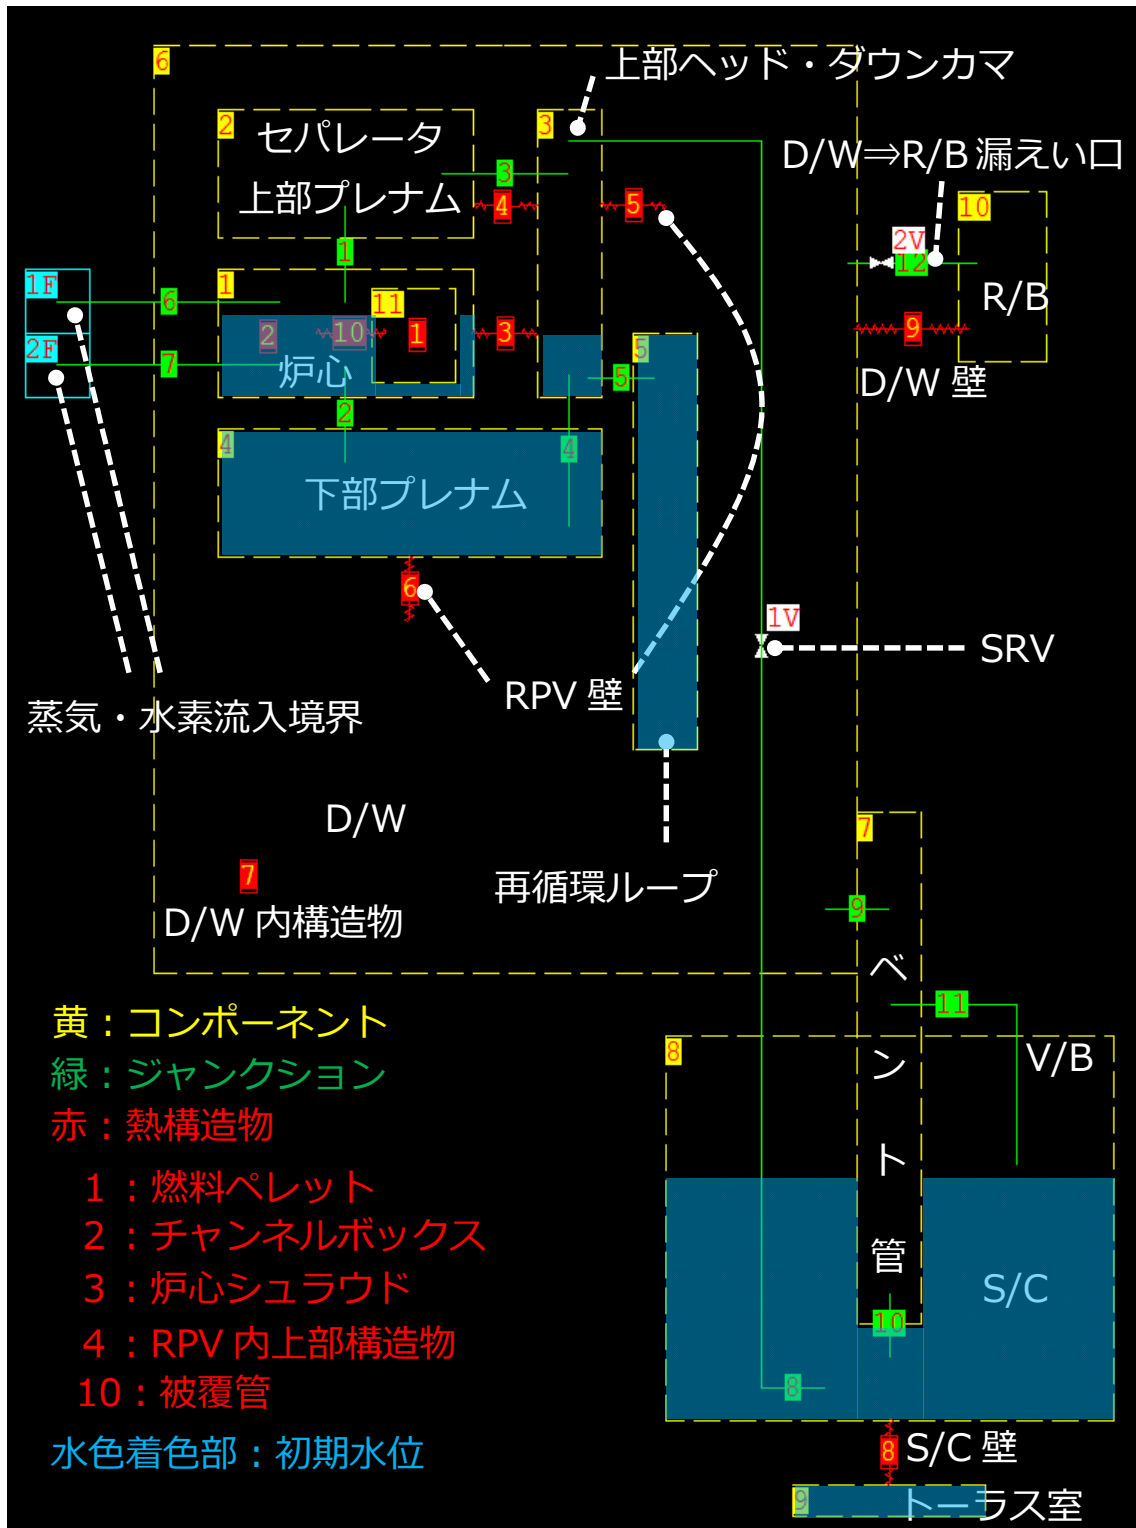 6
上部ヘッド・ダウンカマ
2
セパレータ
3
D/W⇒R/B 漏えい口
3
上部プレナム
4
5
10
2V
12
1
R/B
1F
6
1
11
2
10
1
3
9
2F
7
炉心
5
5
D/W 壁
2
4
4
下部プレナム
6
1V
SRV
RPV 壁
蒸気・水素流入境界
D/W
7
7
再循環ループ
D/W 内構造物
9
ベント管
11
黄：コンポーネント
8
V/B
緑：ジャンクション
赤：熱構造物
1 ：燃料ペレット
2 ：チャンネルボックス
3 ：炉心シュラウド
S/C
10
4 ：RPV 内上部構造物
8
10：被覆管
水色着色部：初期水位
8
S/C 壁
9
トーラス室